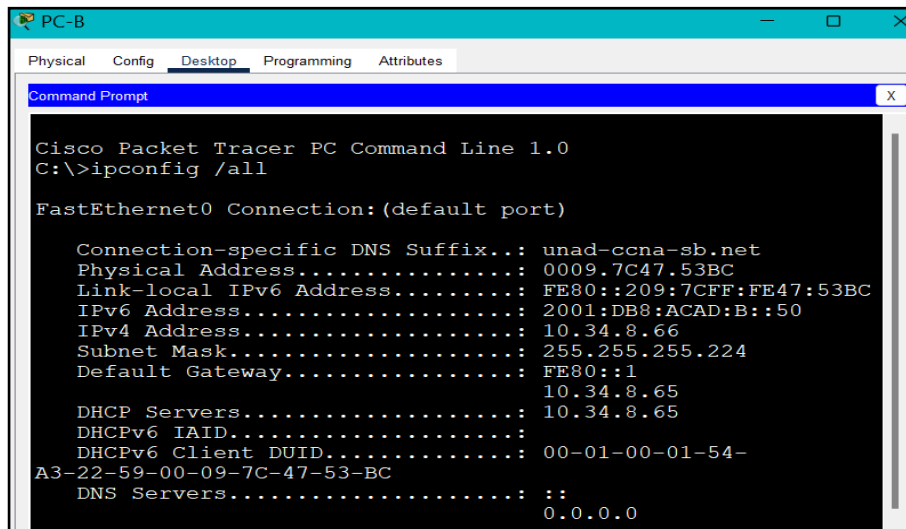 PC-B
Physical Config Desktop Programming Attributes
Command Prompt
X
Cisco Packet Tracer PC Command Line 1.0
C:\>ipconfig /all
FastEthernet0 Connection:(default port)
Connection-specific DNS Suffix..: unad-ccna-sb.net
Physical Address................: 0009.7C47.53BC
Link-local IPv6 Address.........: FE80::209:7CFF:FE47:53BC
IPv6 Address....................: 2001:DB8:ACAD:B::50
IPv4 Address....................: 10.34.8.66
Subnet Mask.....................: 255.255.255.224
Default Gateway.................: FE80::1
10.34.8.65
DHCP Servers....................: 10.34.8.65
DHCPv6 IAID.....................:
DHCPv6 Client DUID..............: 00-01-00-01-54-
A3-22-59-00-09-7C-47-53-BC
DNS Servers.....................: ::
0.0.0.0